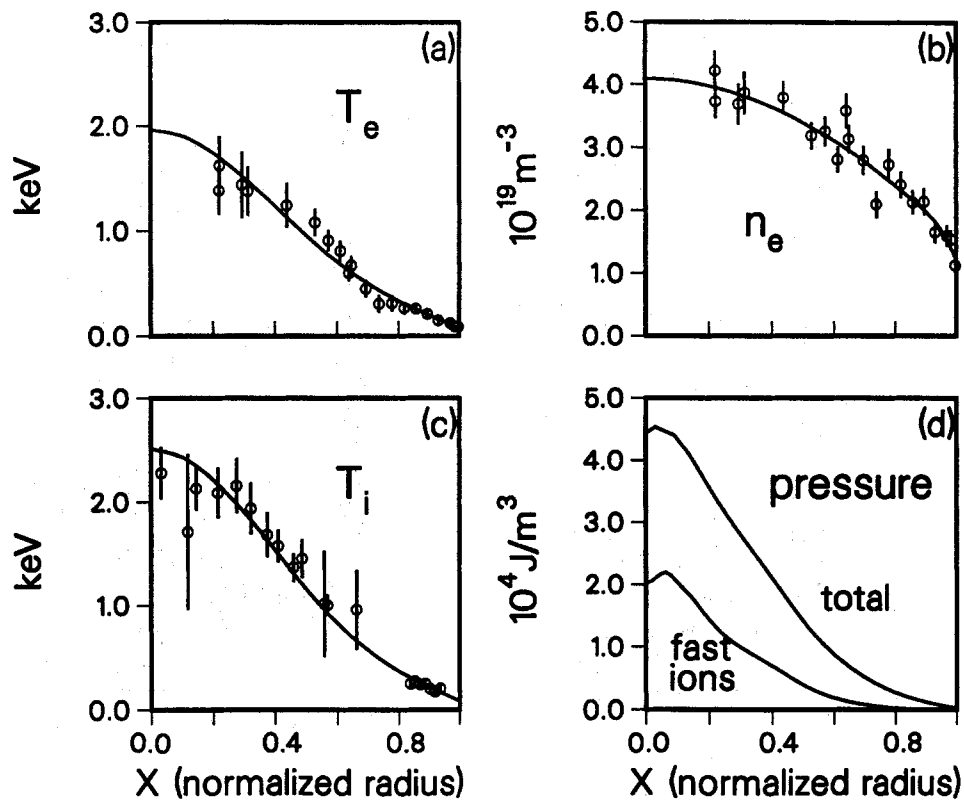 3.0
2.0
1.0
0.0
keV
(a)
T e
5.0
4.0
3.0
2.0
1.0
0.0
10^19 m^-3
(b)
n e
3.0
2.0
1.0
0.0
keV
(c)
T i
0.0 0.4 0.8
X (normalized radius)
5.0
4.0
3.0
2.0
1.0
0.0
10^4 J/m^3
(d)
pressure
total
fast
ions
0.0 0.4 0.8
X (normalized radius)